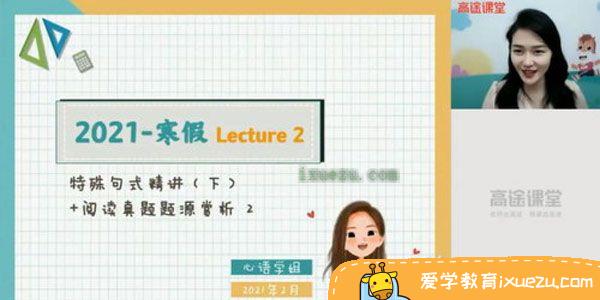 2021-寒假 Lecture 2
特殊句式精讲（下）
+阅读真题题源赏析 2
ixuezu.com
心语学组
2021年2月
高途课堂
高途课堂
爱学教育ixuezu.com